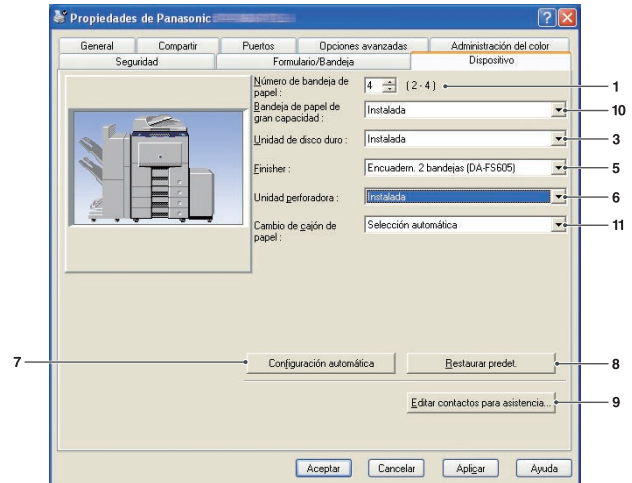 Propiedades de Panasonic
General Compartir Puertos Opciones avanzadas Administración del color
Seguridad Formulario/Bandeja Dispositivo
Número de bandeja de papel : 4 (2 - 4) 1
Bandeja de papel de gran capacidad : Instalada 10
Unidad de disco duro : Instalada 3
Finisher : Encuadern. 2 bandejas (DA-FS605) 5
Unidad perforadora : Instalada 6
Cambio de cajón de papel : Selección automática 11
7 Configuración automática Restaurar predet. 8
Editar contactos para asistencia... 9
Aceptar Cancelar Aplicar Ayuda